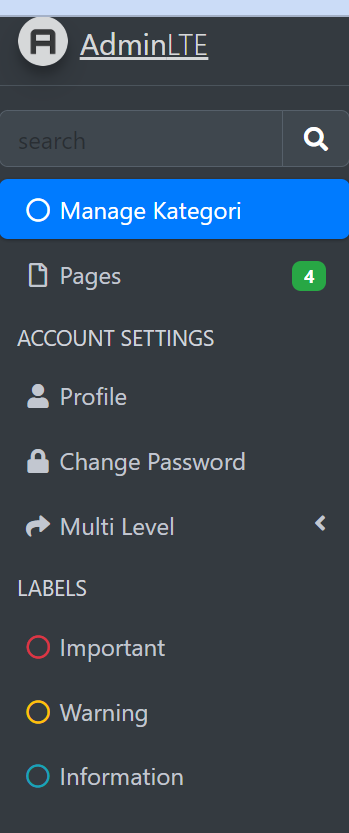 AdminLTE
search
Manage Kategori
Pages 4
ACCOUNT SETTINGS
Profile
Change Password
Multi Level
LABELS
Important
Warning
Information